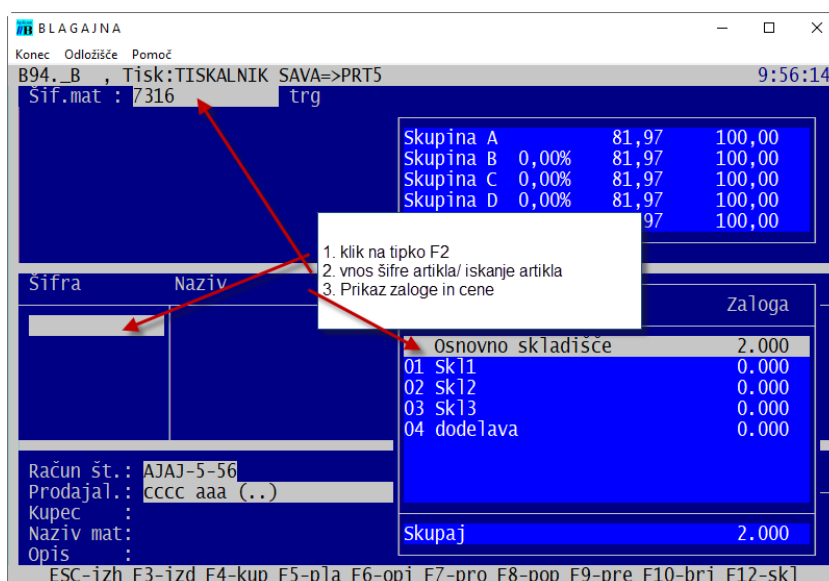 BLAGAJNA
Konec Odložišče Pomoč
B94._B , Tisk:TISKALNIK SAVA=>PRT5 9:56:14
Šif.mat : 7316 trg
Skupina A 81,97 100,00
Skupina B 0,00% 81,97 100,00
Skupina C 0,00% 81,97 100,00
Skupina D 0,00% 81,97 100,00
97 100,00
1. klik na tipko F2
2. vnos šifre artikla/ iskanje artikla
3. Prikaz zaloge in cene
Šifra Naziv
Zaloga
Osnovno skladišče 2.000
01 Skl1 0.000
02 Skl2 0.000
03 Skl3 0.000
04 dodelava 0.000
Račun št.: AJAJ-5-56
Prodajal.: cccc aaa (..)
Kupec :
Naziv mat:
Opis :
Skupaj 2.000
ESC-izh F3-izd F4-kup F5-pla F6-opi F7-pro F8-pop F9-pre F10-bri F12-skl